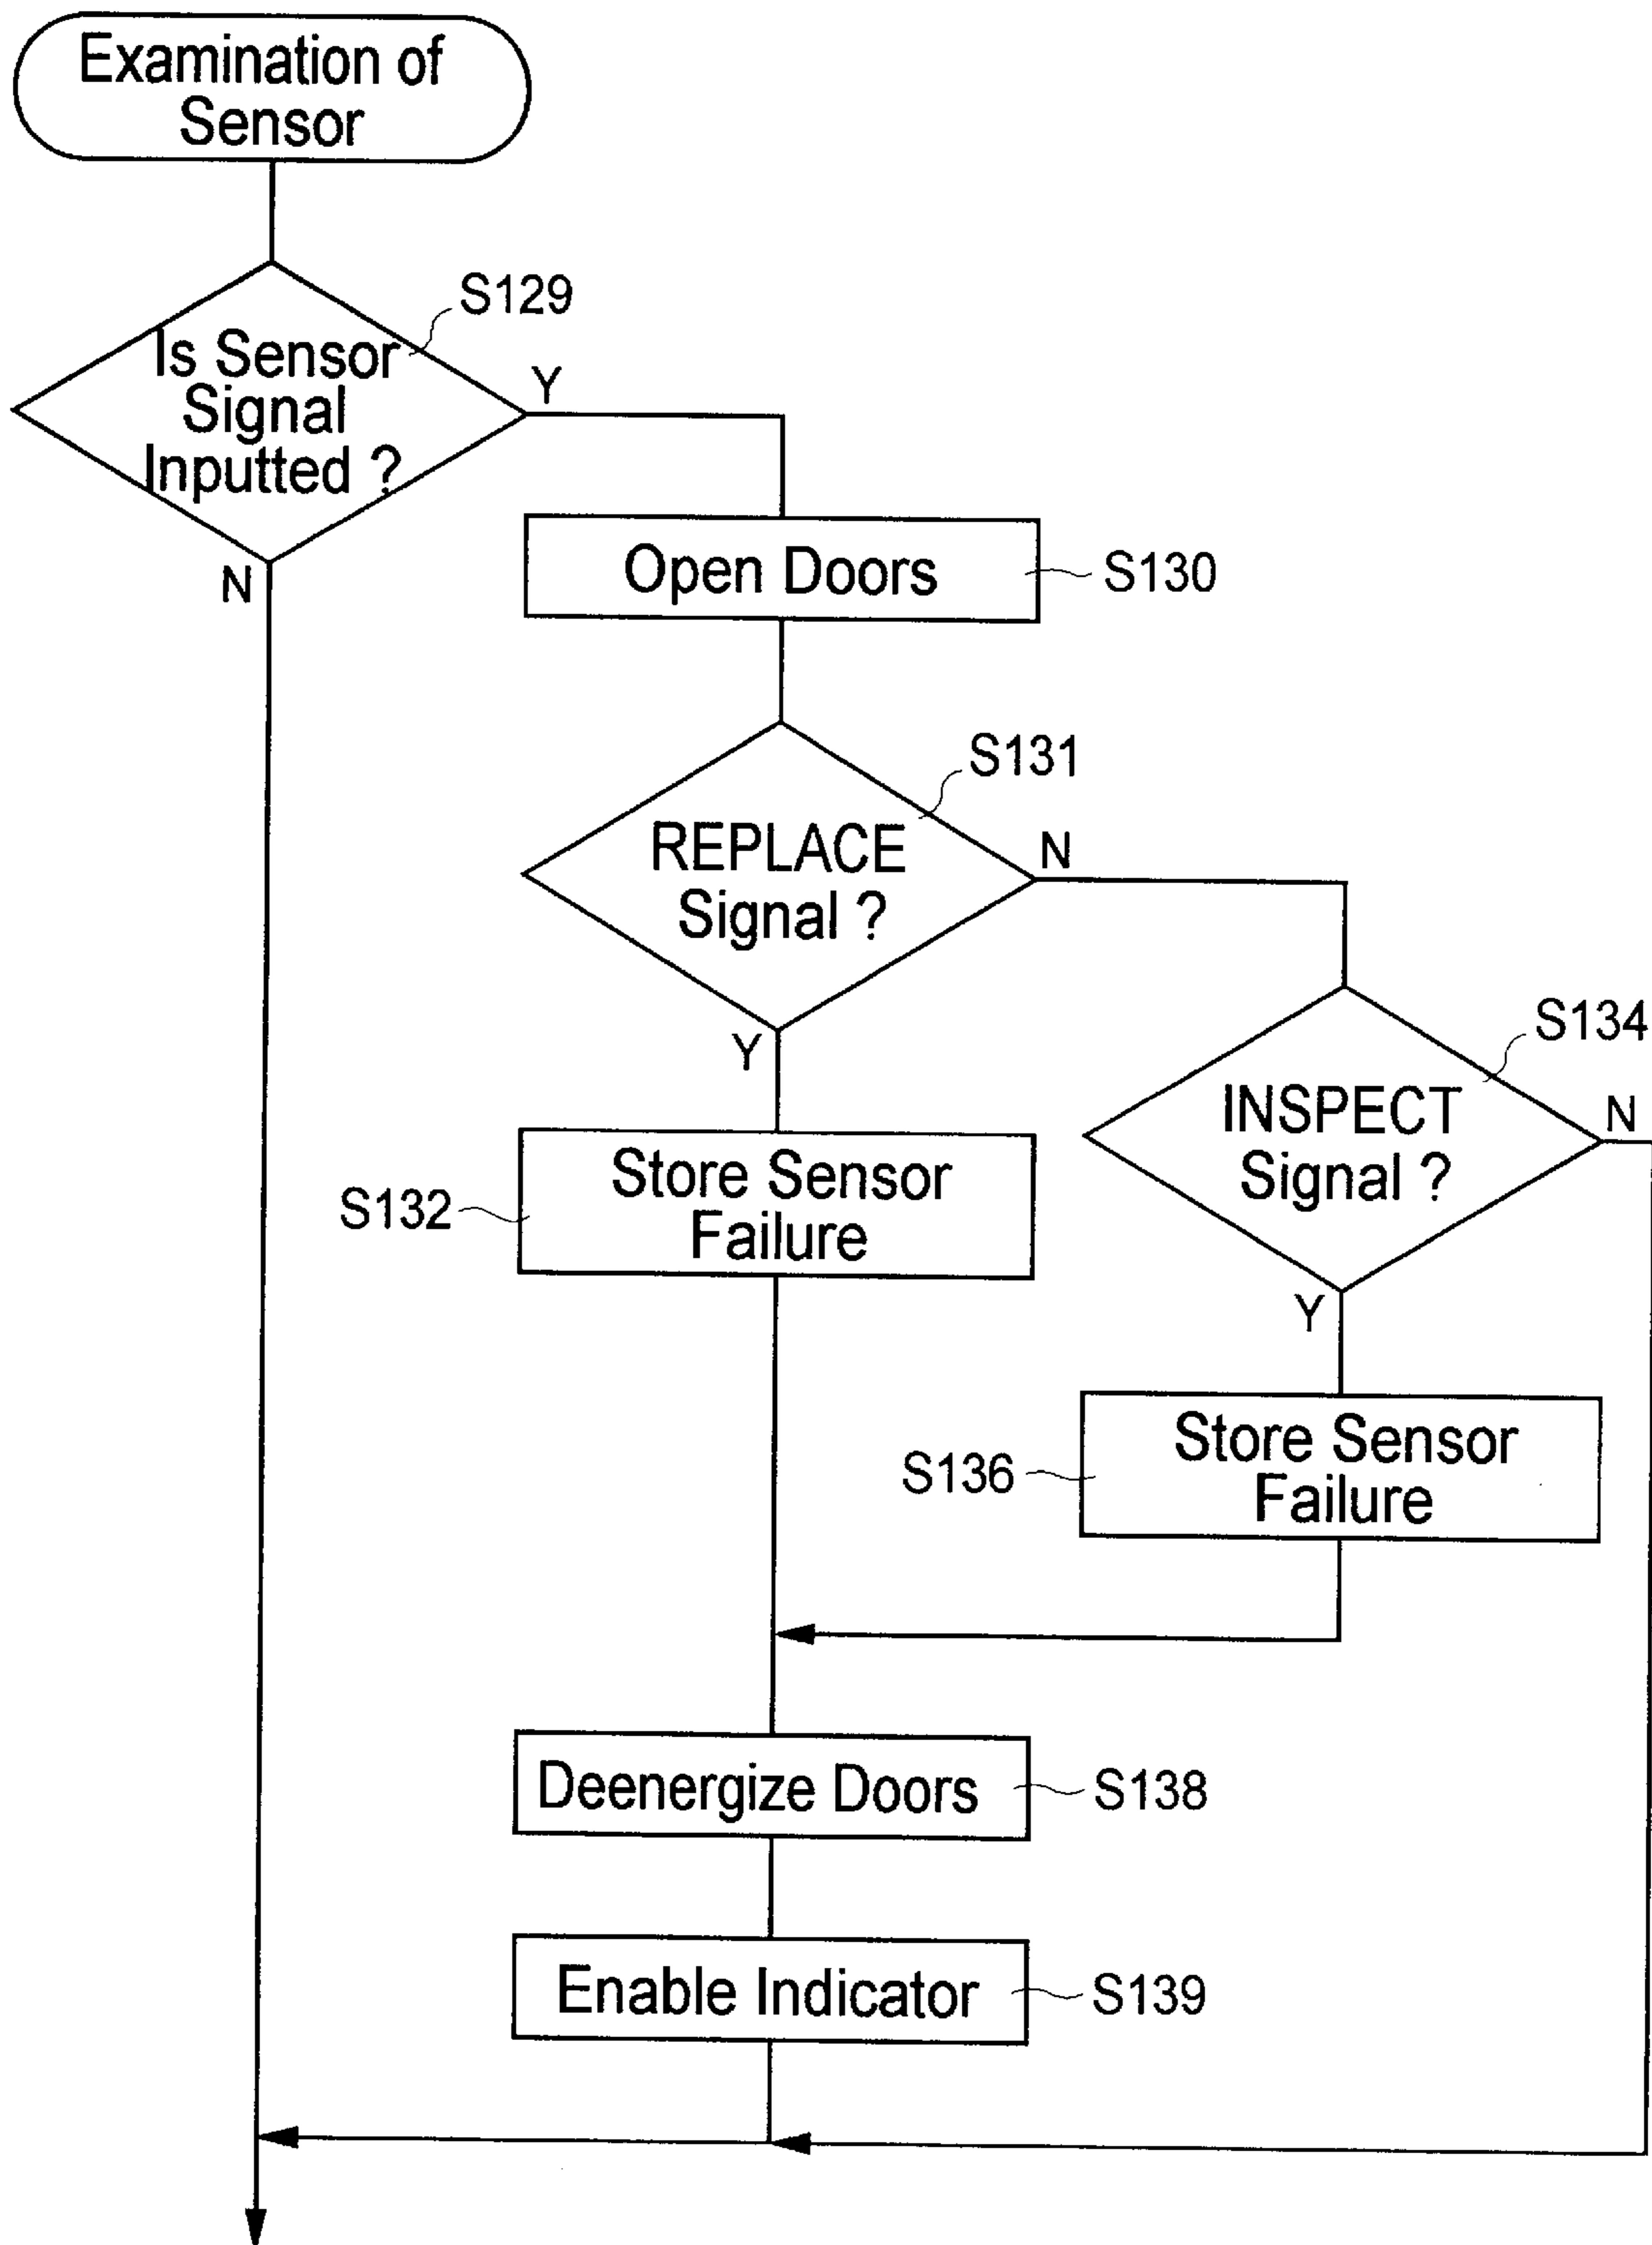 Examination of
Sensor
S129
Is Sensor
Signal
Inputted ?
Y
N
Open Doors
S130
S131
REPLACE
Signal ?
N
Y
S134
INSPECT
Signal ?
N
Y
Store Sensor
Failure
S132
Store Sensor
Failure
S136
Deenergize Doors
S138
Enable Indicator
S139